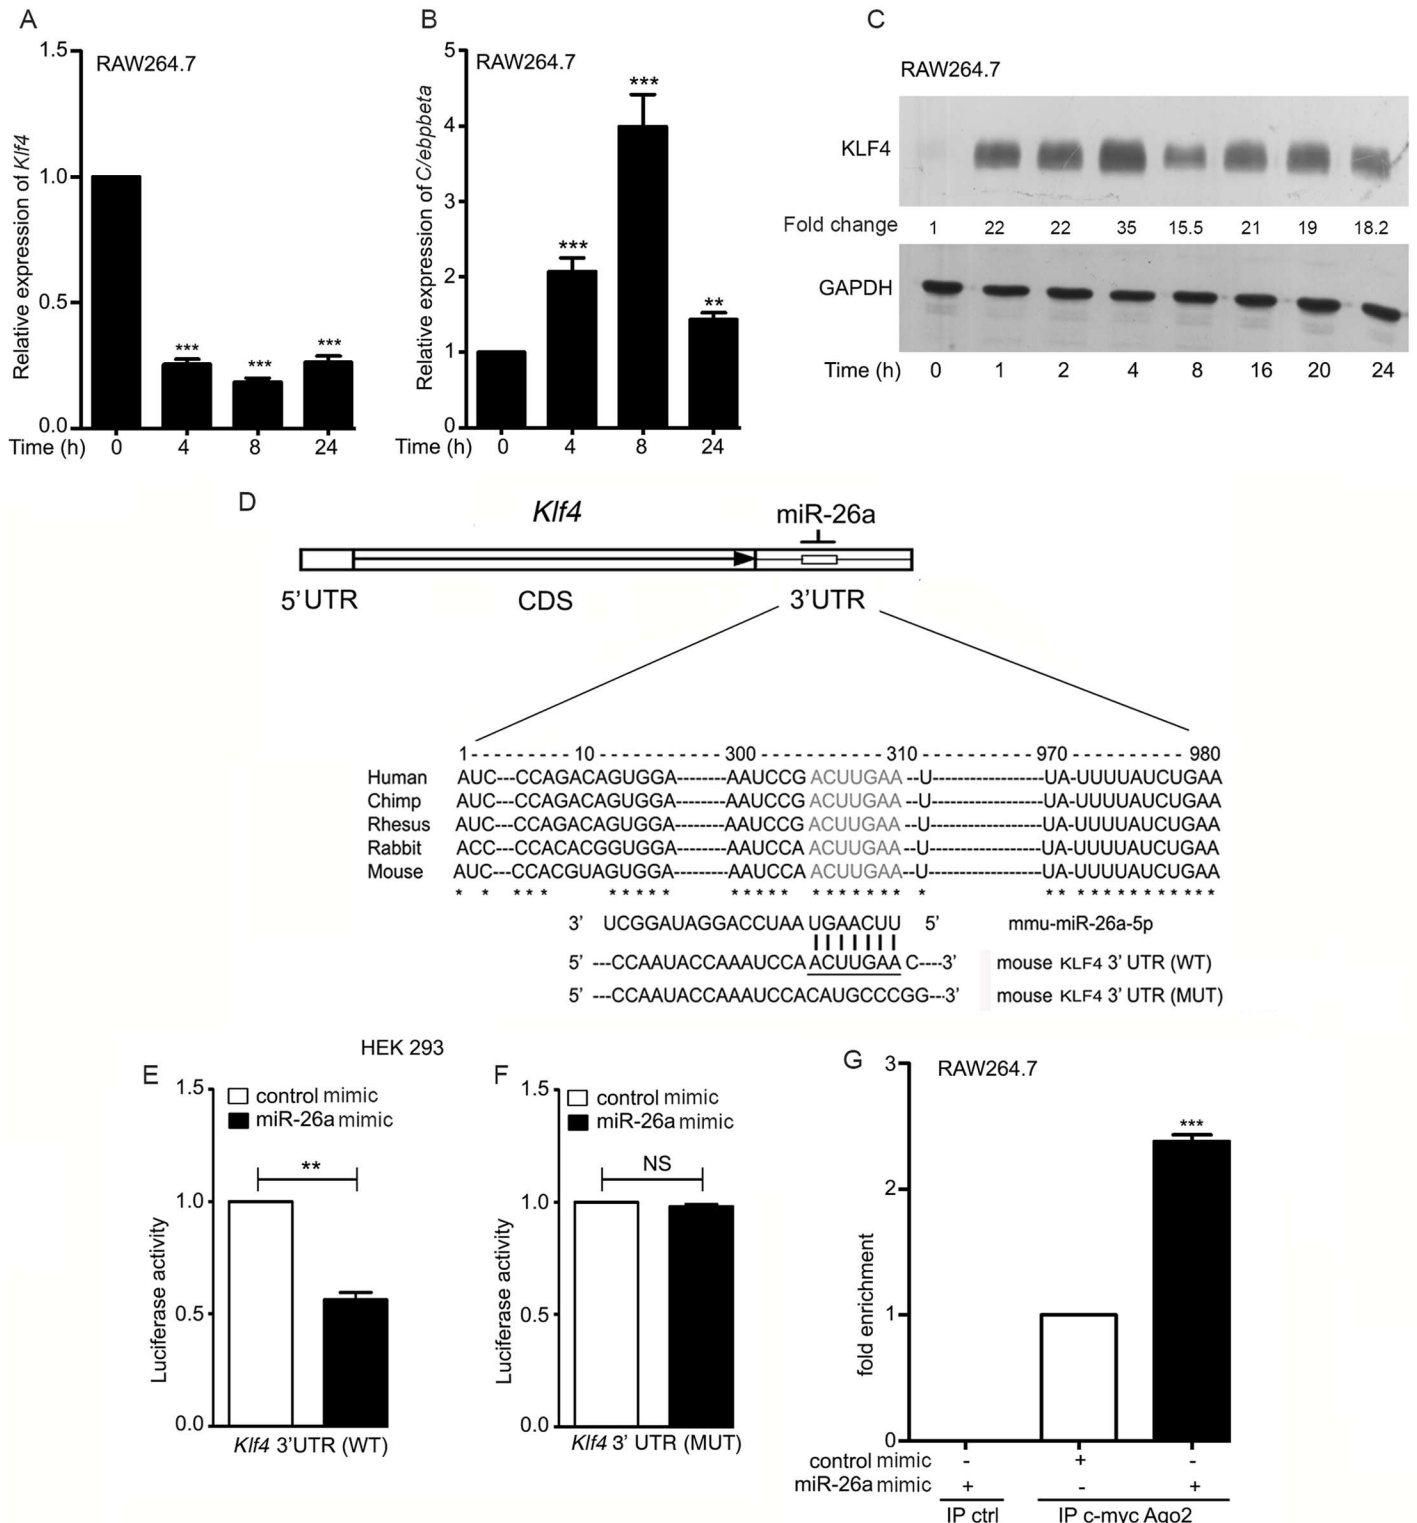 A
RAW264.7
Relative expression of Klf4
1.5
1.0
0.5
0.0
***
***
***
Time (h) 0 4 8 24
B
RAW264.7
Relative expression of C/ebpbeta
5
4
3
2
1
0
***
***
**
Time (h) 0 4 8 24
C
RAW264.7
KLF4
Fold change 1 22 22 35 15.5 21 19 18.2
GAPDH
Time (h) 0 1 2 4 8 16 20 24
D
Klf4
miR-26a
5'UTR CDS 3'UTR
1----------10------------300------------310-----------970-----------980
Human AUC---CCAGACAGUGGA--------AAUCCG ACUUGAA --U----------------UA-UUUUAUCUGAA
Chimp AUC---CCAGACAGUGGA--------AAUCCG ACUUGAA --U----------------UA-UUUUAUCUGAA
Rhesus AUC---CCAGACAGUGGA--------AAUCCG ACUUGAA --U----------------UA-UUUUAUCUGAA
Rabbit ACC---CCACACGGUGGA--------AAUCCA ACUUGAA --U----------------UA-UUUUAUCUGAA
Mouse AUC---CCACGUAGUGGA--------AAUCCA ACUUGAA --U----------------UA-UUUUAUCUGAA
* * * * * * * * * * * * * * * * * * * * * * * * * * * * * * * * * * *
3' UCGGAUAGGACCUAA UGAACUU 5' mmu-miR-26a-5p
5' ---CCAAUACCAAAUCCA ACUUGAA C----3' mouse KLF4 3' UTR (WT)
5' ---CCAAUACCAAAUCCACAUGCCCGG---3' mouse KLF4 3' UTR (MUT)
HEK 293
E
control mimic
miR-26a mimic
Luciferase activity
1.5
1.0
0.5
0.0
**
Klf4 3'UTR (WT)
F
control mimic
miR-26a mimic
Luciferase activity
1.5
1.0
0.5
0.0
NS
Klf4 3' UTR (MUT)
G
RAW264.7
fold enrichment
3
2
1
0
***
control mimic - + -
miR-26a mimic + - +
IP ctrl IP c-myc Ago2